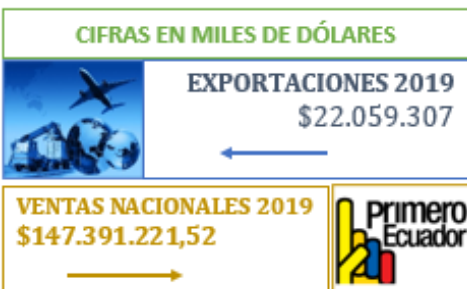 CIFRAS EN MILES DE DÓLARES
EXPORTACIONES 2019
$22.059.307
VENTAS NACIONALES 2019
$147.391.221,52
Primero
Ecuador